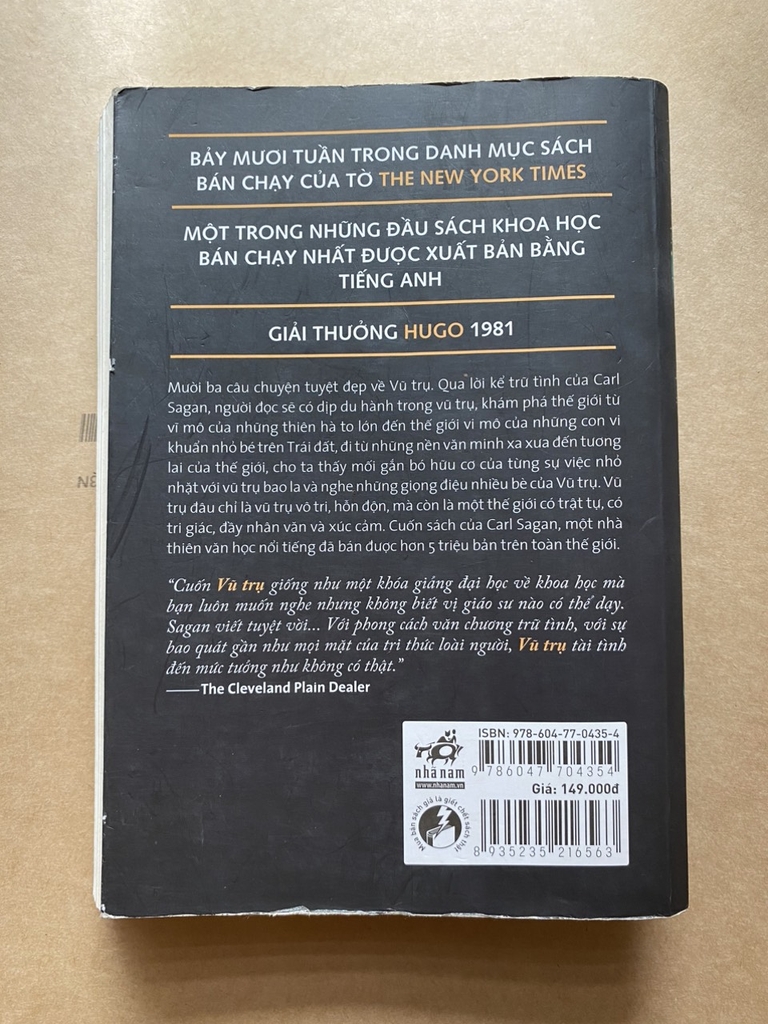 BẢY MƯƠI TUẦN TRONG DANH MỤC SÁCH
BÁN CHẠY CỦA TỜ THE NEW YORK TIMES
MỘT TRONG NHỮNG ĐẦU SÁCH KHOA HỌC
BÁN CHẠY NHẤT ĐƯỢC XUẤT BẢN BẰNG
TIẾNG ANH
GIẢI THƯỞNG HUGO 1981
Mười ba câu chuyện tuyệt đẹp về Vũ trụ. Qua lời kể trữ tình của Carl
Sagan, người đọc sẽ có dịp du hành trong vũ trụ, khám phá thế giới từ
vĩ mô của những thiên hà to lớn đến thế giới vi mô của những con vi
khuẩn nhỏ bé trên Trái đất, đi từ những nền văn minh xa xưa đến tương
lai của thế giới, cho ta thấy mối gắn bó hữu cơ của từng sự việc nhỏ
nhặt với vũ trụ bao la và nghe những giọng điệu nhiều bè của Vũ trụ. Vũ
trụ đâu chỉ là vũ trụ vô tri, hỗn độn, mà còn là một thế giới có trật tự, có
tri giác, đầy nhân văn và xúc cảm. Cuốn sách của Carl Sagan, một nhà
thiên văn học nổi tiếng đã bán được hơn 5 triệu bản trên toàn thế giới.
“Cuốn Vũ trụ giống như một khóa giảng đại học về khoa học mà
bạn luôn muốn nghe nhưng không biết vị giáo sư nào có thể dạy.
Sagan viết tuyệt vời... Với phong cách văn chương trữ tình, với sự
bao quát gần như mọi mặt của tri thức loài người, Vũ trụ tài tình
đến mức tưởng như không có thật.”
——The Cleveland Plain Dealer
ISBN: 978-604-77-0435-4
9 786047 704354
nhã nam
www.nhanam.vn
Giá: 149.000đ
Mua bán sách giả là giết chết sách thật
8 935235 216563